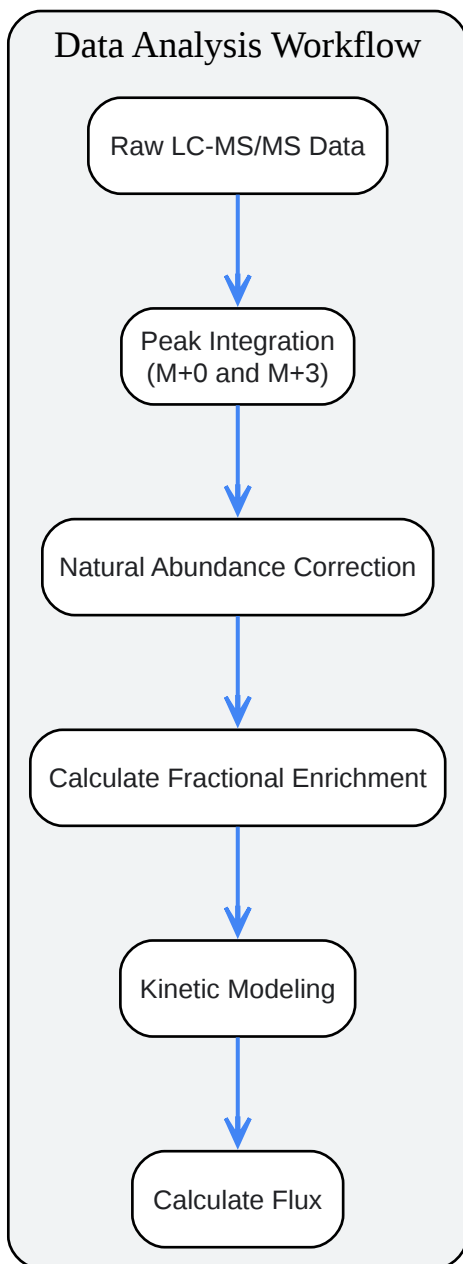 Data Analysis Workflow
Raw LC-MS/MS Data
Peak Integration
(M+0 and M+3)
Natural Abundance Correction
Calculate Fractional Enrichment
Kinetic Modeling
Calculate Flux